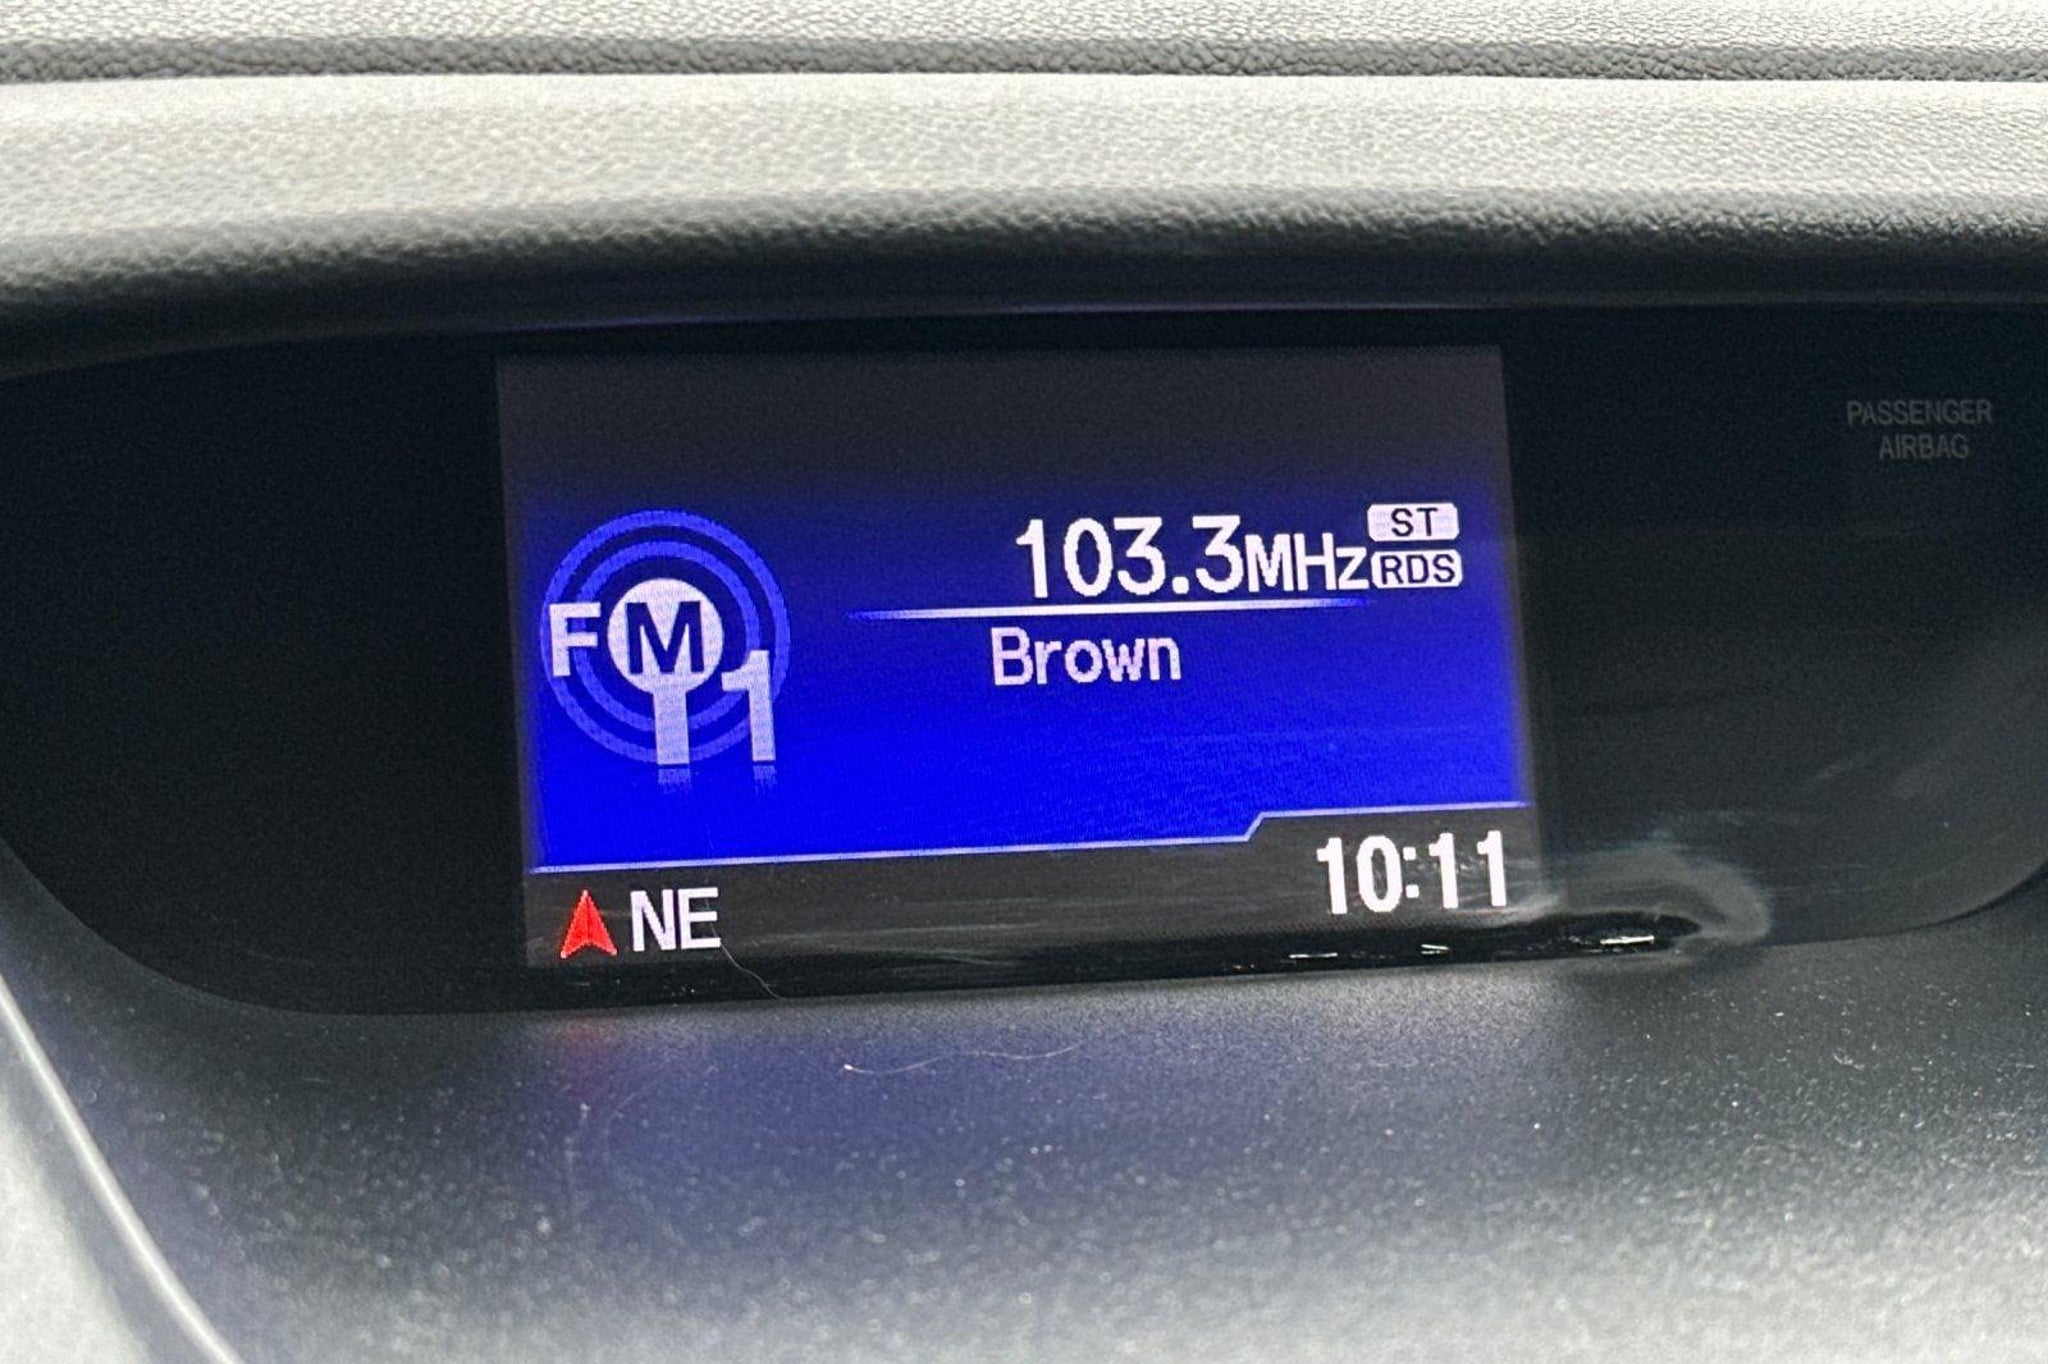 PASSENGER
AIRBAG
103.3MHz ST
RDS
FM1
Brown
10:11
NE